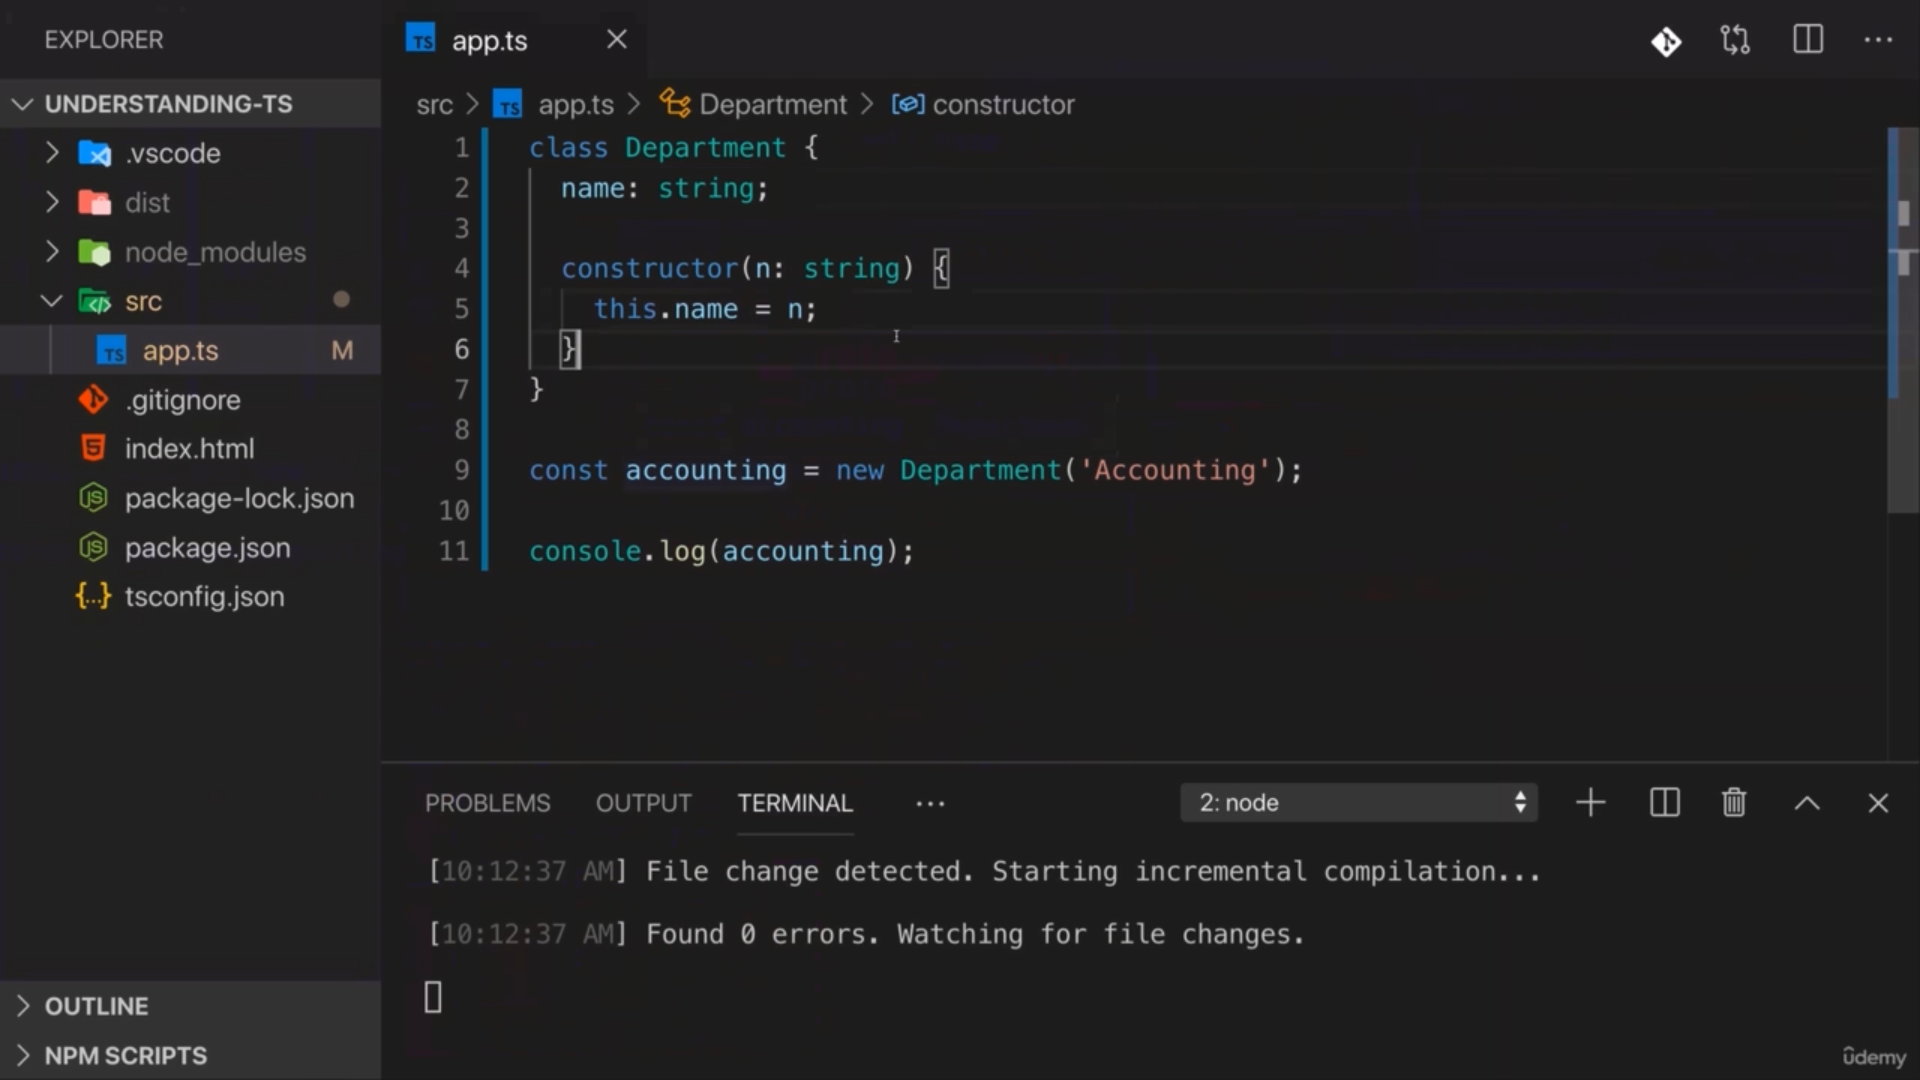 EXPLORER
UNDERSTANDING-TS
.vscode
dist
node_modules
src
TS app.ts M
.gitignore
index.html
package-lock.json
package.json
tsconfig.json
OUTLINE
NPM SCRIPTS
TS app.ts
src > TS app.ts > Department > constructor
1 class Department {
2 name: string;
3
4 constructor(n: string) {
5 this.name = n;
6 }
7 }
8
9 const accounting = new Department('Accounting');
10
11 console.log(accounting);
PROBLEMS OUTPUT TERMINAL ... 2: node
[10:12:37 AM] File change detected. Starting incremental compilation...
[10:12:37 AM] Found 0 errors. Watching for file changes.
ûdemy